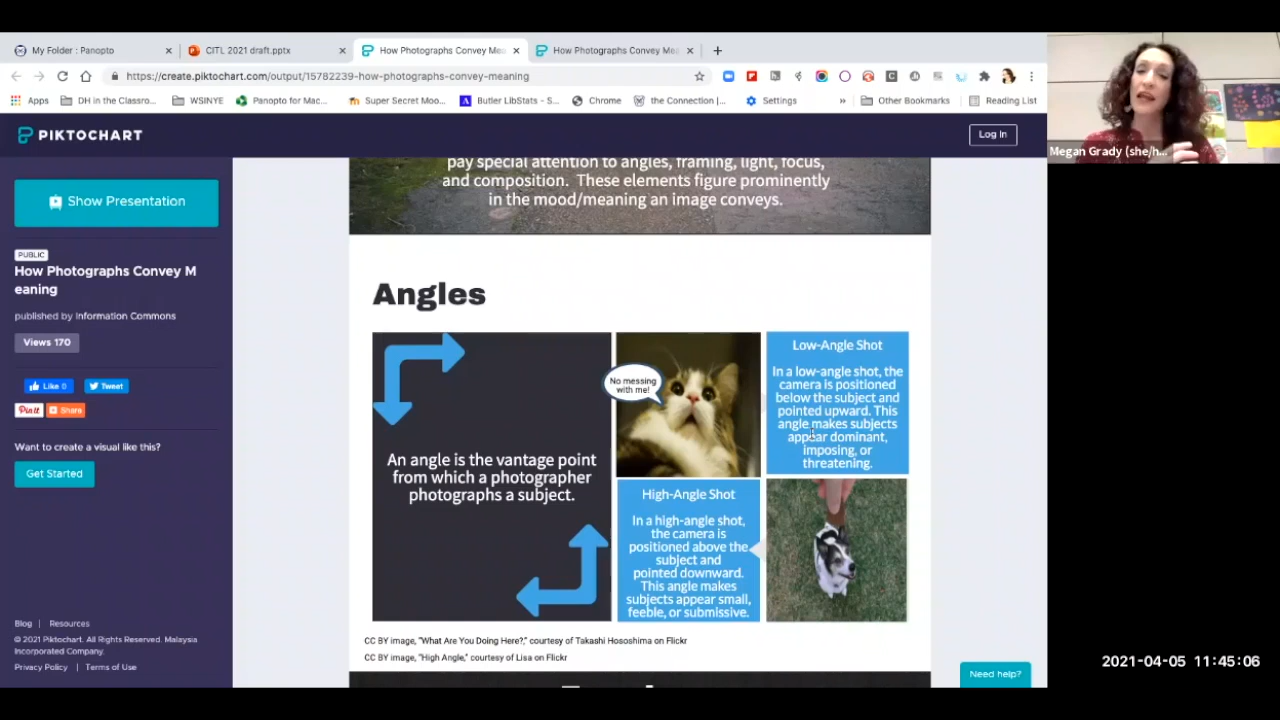 My Folder : Panopto
CITL 2021 draft.pptx
How Photographs Convey Mea
How Photographs Convey Mea
https://create.piktochart.com/output/15782239-how-photographs-convey-meaning
Apps
DH in the Classro...
WSINYE
Panopto for Mac...
Super Secret Moo...
Butler LibStats - S...
Chrome
the Connection |...
Settings
»
Other Bookmarks
Reading List
PIKTOCHART
Log In
Megan Grady (she/h...
Show Presentation
PUBLIC
How Photographs Convey M
eaning
published by Information Commons
Views 170
Like 0
Tweet
Pin it
Share
Want to create a visual like this?
Get Started
Blog | Resources
© 2021 Piktochart. All Rights Reserved. Malaysia
Incorporated Company.
Privacy Policy | Terms of Use
pay special attention to angles, framing, light, focus,
and composition. These elements figure prominently
in the mood/meaning an image conveys.
Angles
An angle is the vantage point
from which a photographer
photographs a subject.
No messing
with me!
Low-Angle Shot
In a low-angle shot, the
camera is positioned
below the subject and
pointed upward. This
angle makes subjects
appear dominant,
imposing, or
threatening.
High-Angle Shot
In a high-angle shot,
the camera is
positioned above the
subject and
pointed downward.
This angle makes
subjects appear small,
feeble, or submissive.
CC BY image, "What Are You Doing Here?," courtesy of Takashi Hososhima on Flickr
CC BY image, "High Angle," courtesy of Lisa on Flickr
Need help?
2021-04-05 11:45:06